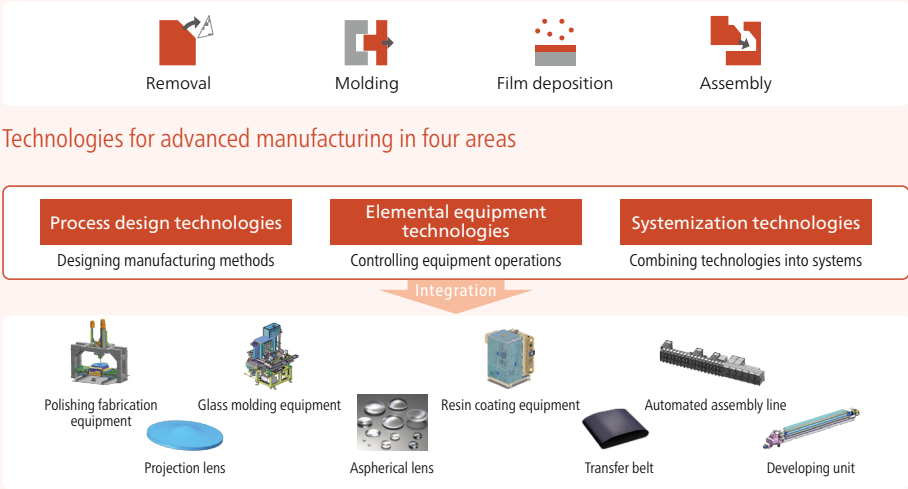 Removal
Molding
Film deposition
Assembly
Technologies for advanced manufacturing in four areas
Process design technologies
Designing manufacturing methods
Elemental equipment
technologies
Controlling equipment operations
Systemization technologies
Combining technologies into systems
Integration
Polishing fabrication
equipment
Glass molding equipment
Resin coating equipment
Automated assembly line
Projection lens
Aspherical lens
Transfer belt
Developing unit